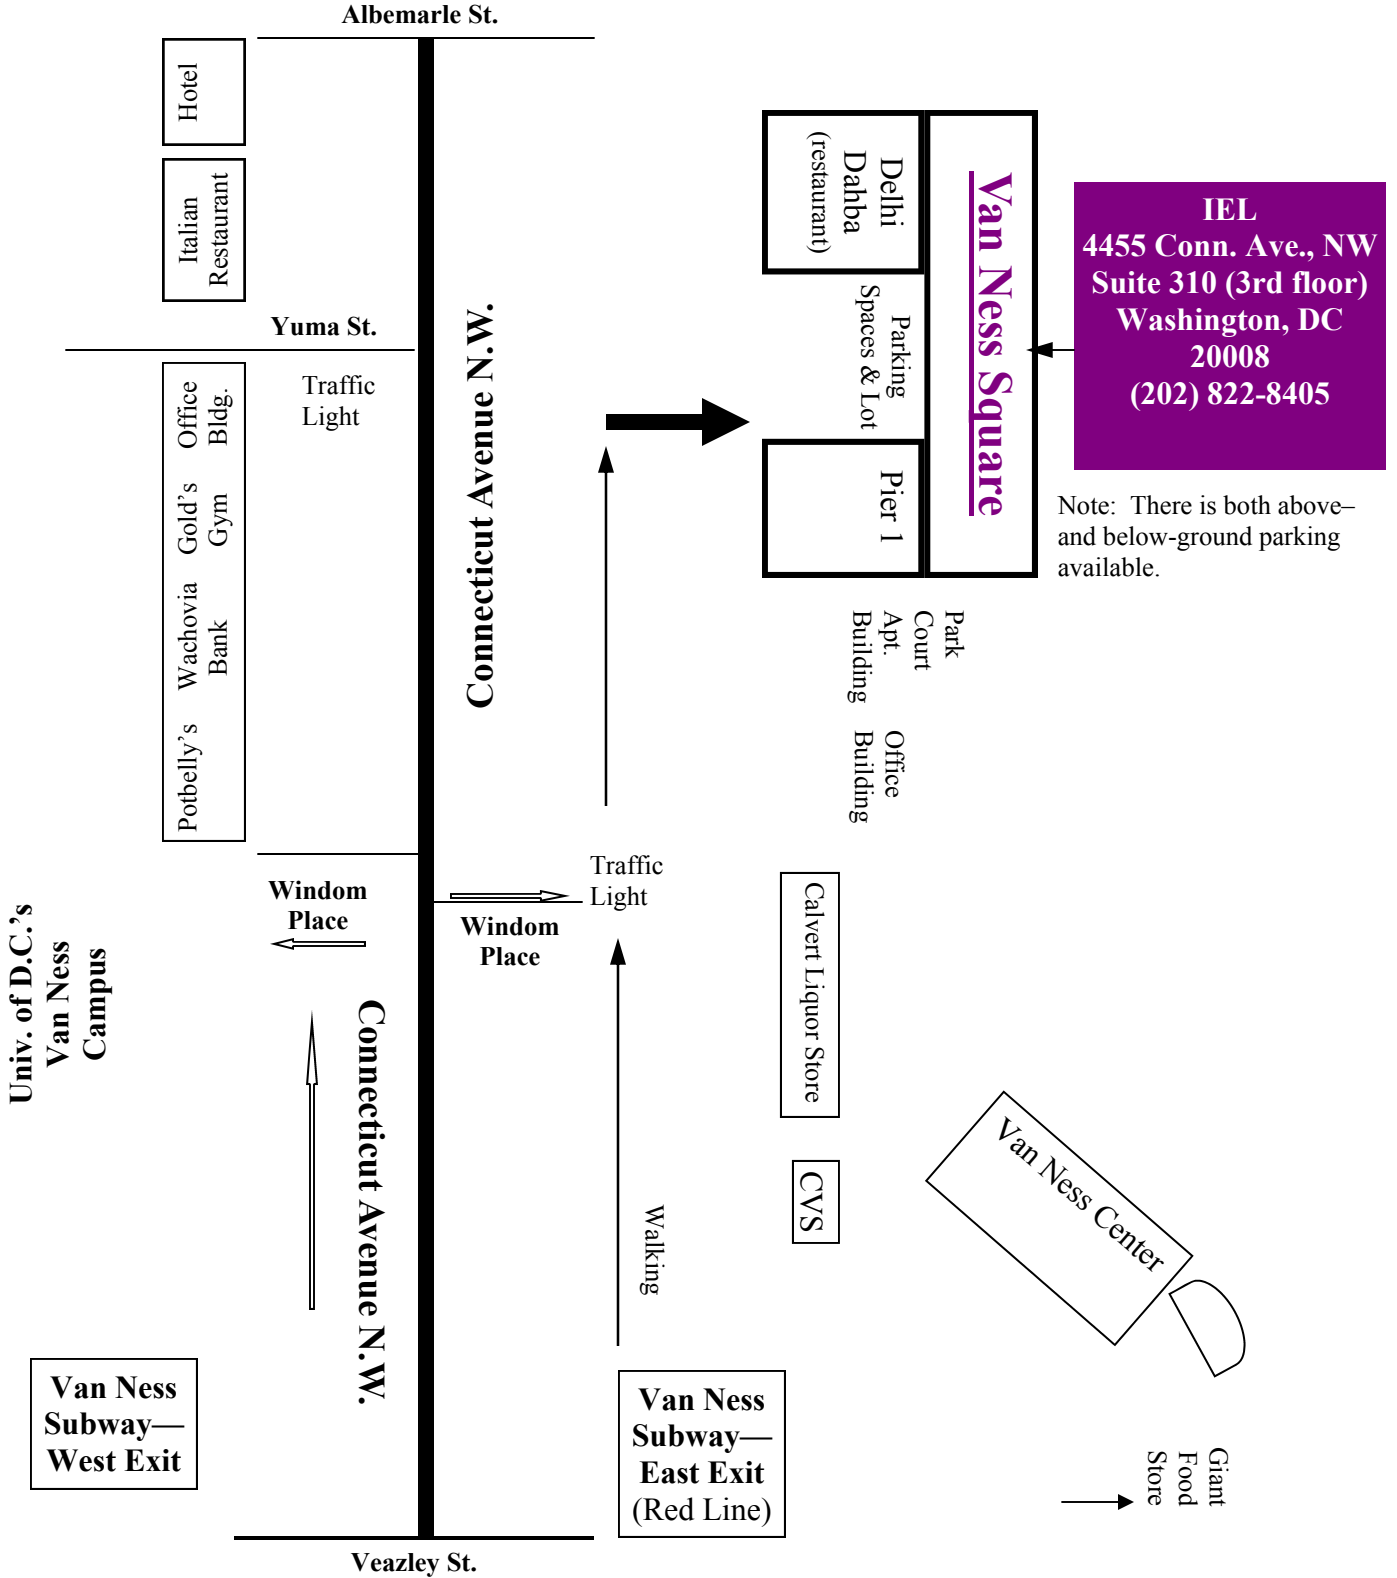 Albemarle St.
Hotel
Italian
Restaurant
Yuma St.
Traffic
Light
Office
Bldg.
Gold's
Gym
Wachovia
Bank
Potbelly's
Connecticut Avenue N.W.
Delhi
Dahba
(restaurant)
Parking
Spaces & Lot
Pier 1
Van Ness Square
IEL
4455 Conn. Ave., NW
Suite 310 (3rd floor)
Washington, DC
20008
(202) 822-8405
Note:  There is both above–
and below-ground parking
available.
Park
Court
Apt.
Building
Office
Building
Traffic
Light
Windom
Place
Windom
Place
Univ. of D.C.'s
Van Ness
Campus
Connecticut Avenue N.W.
Calvert Liquor Store
CVS
Walking
Van Ness Center
Van Ness
Subway—
West Exit
Van Ness
Subway—
East Exit
(Red Line)
Giant
Food
Store
Veazley St.